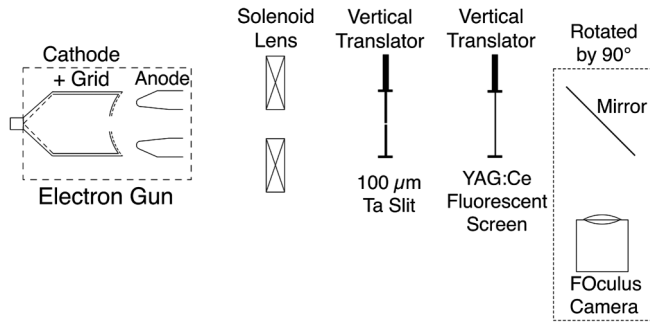 Cathode
+ Grid
Anode
Electron Gun
Solenoid
Lens
Vertical
Translator
100 µm
Ta Slit
Vertical
Translator
YAG:Ce
Fluorescent
Screen
Rotated
by 90°
Mirror
FOculus
Camera